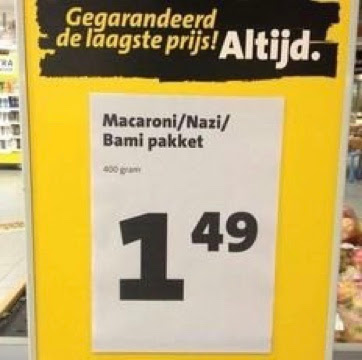 Gegarandeerd
de laagste prijs! Altijd.
Macaroni/Nazi/
Bami pakket
400 gram
1 49